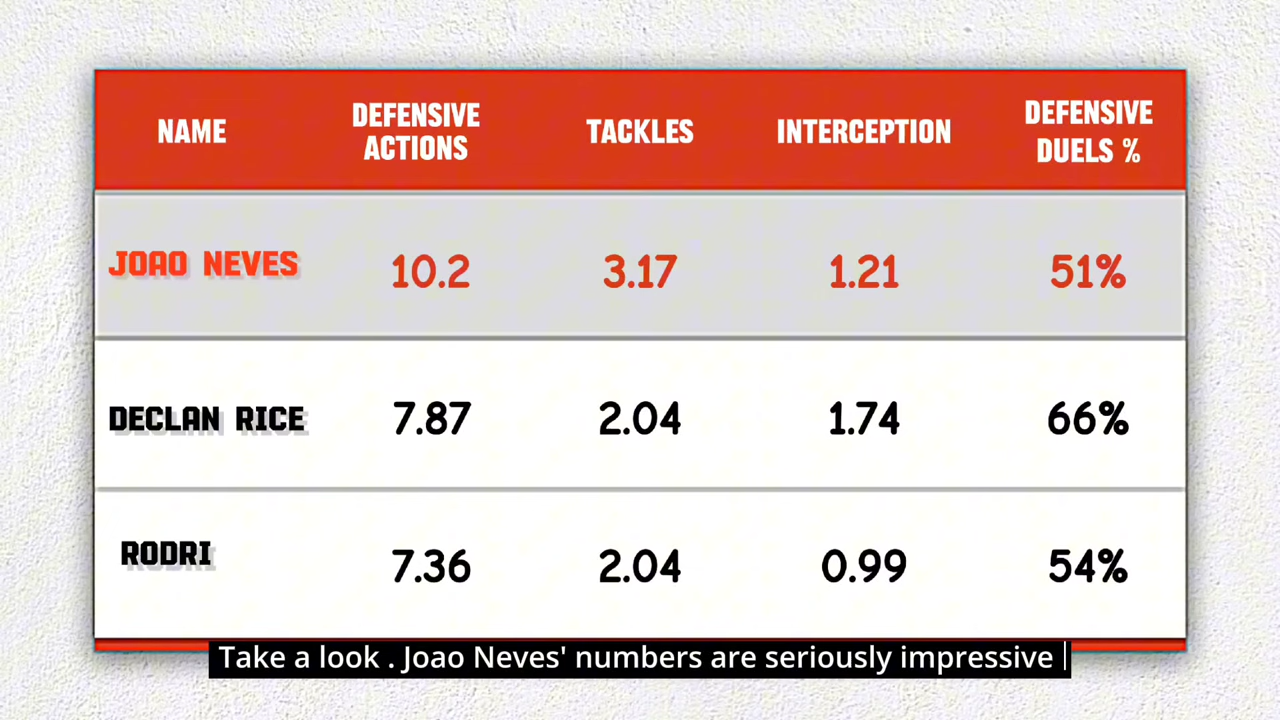 NAME DEFENSIVE ACTIONS TACKLES INTERCEPTION DEFENSIVE DUELS %
JOAO NEVES 10.2 3.17 1.21 51%
DECLAN RICE 7.87 2.04 1.74 66%
RODRI 7.36 2.04 0.99 54%
Take a look . Joao Neves' numbers are seriously impressive